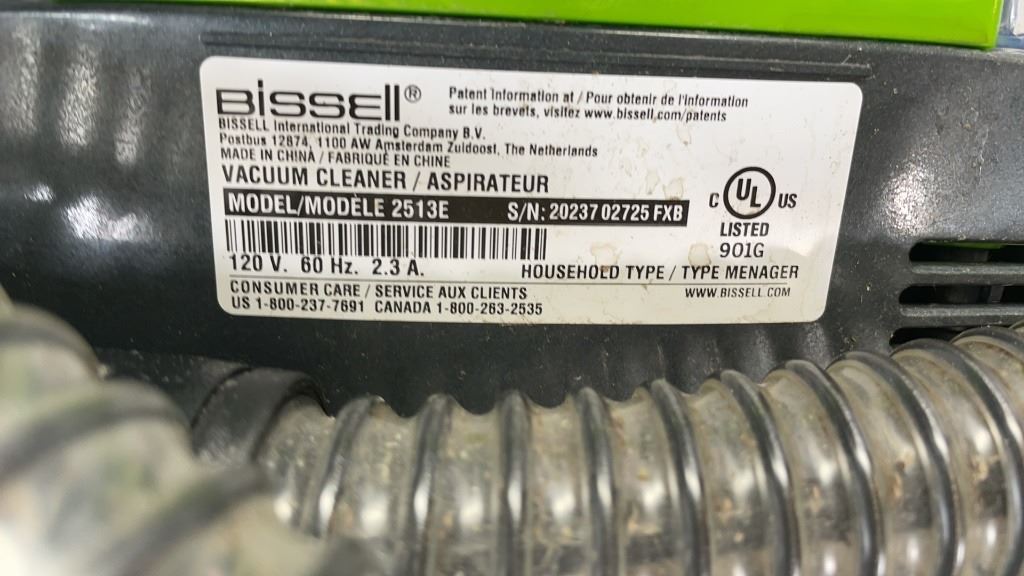 BISSELL®
Patent Information at / Pour obtenir de l'information
sur les brevets, visitez www.bissell.com/patents
BISSELL International Trading Company B.V.
Postbus 12874, 1100 AW Amsterdam Zuidoost, The Netherlands
MADE IN CHINA / FABRIQUÉ EN CHINE
VACUUM CLEANER / ASPIRATEUR
MODEL/MODÈLE 2513E S/N: 20237 02725 FXB
120 V. 60 Hz. 2.3 A.
C UL US
LISTED
901G
HOUSEHOLD TYPE / TYPE MENAGER
CONSUMER CARE / SERVICE AUX CLIENTS
US 1-800-237-7691 CANADA 1-800-263-2535
WWW.BISSELL.COM